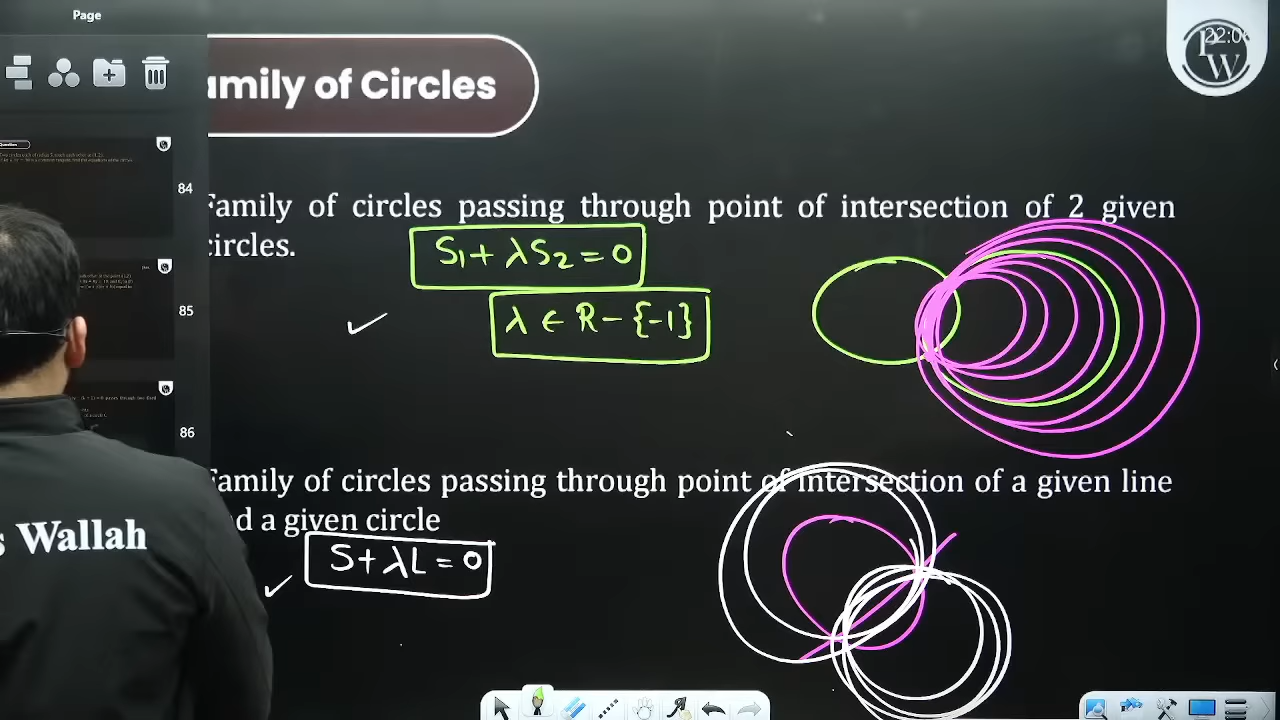 Page
amily of Circles
22:0
W
84
Family of circles passing through point of intersection of 2 given
circles.
S₁ + λS₂ = 0
λ ∈ R - {-1}
85
86
Family of circles passing through point of intersection of a given line
d a given circle
S + λL = 0
s Wallah